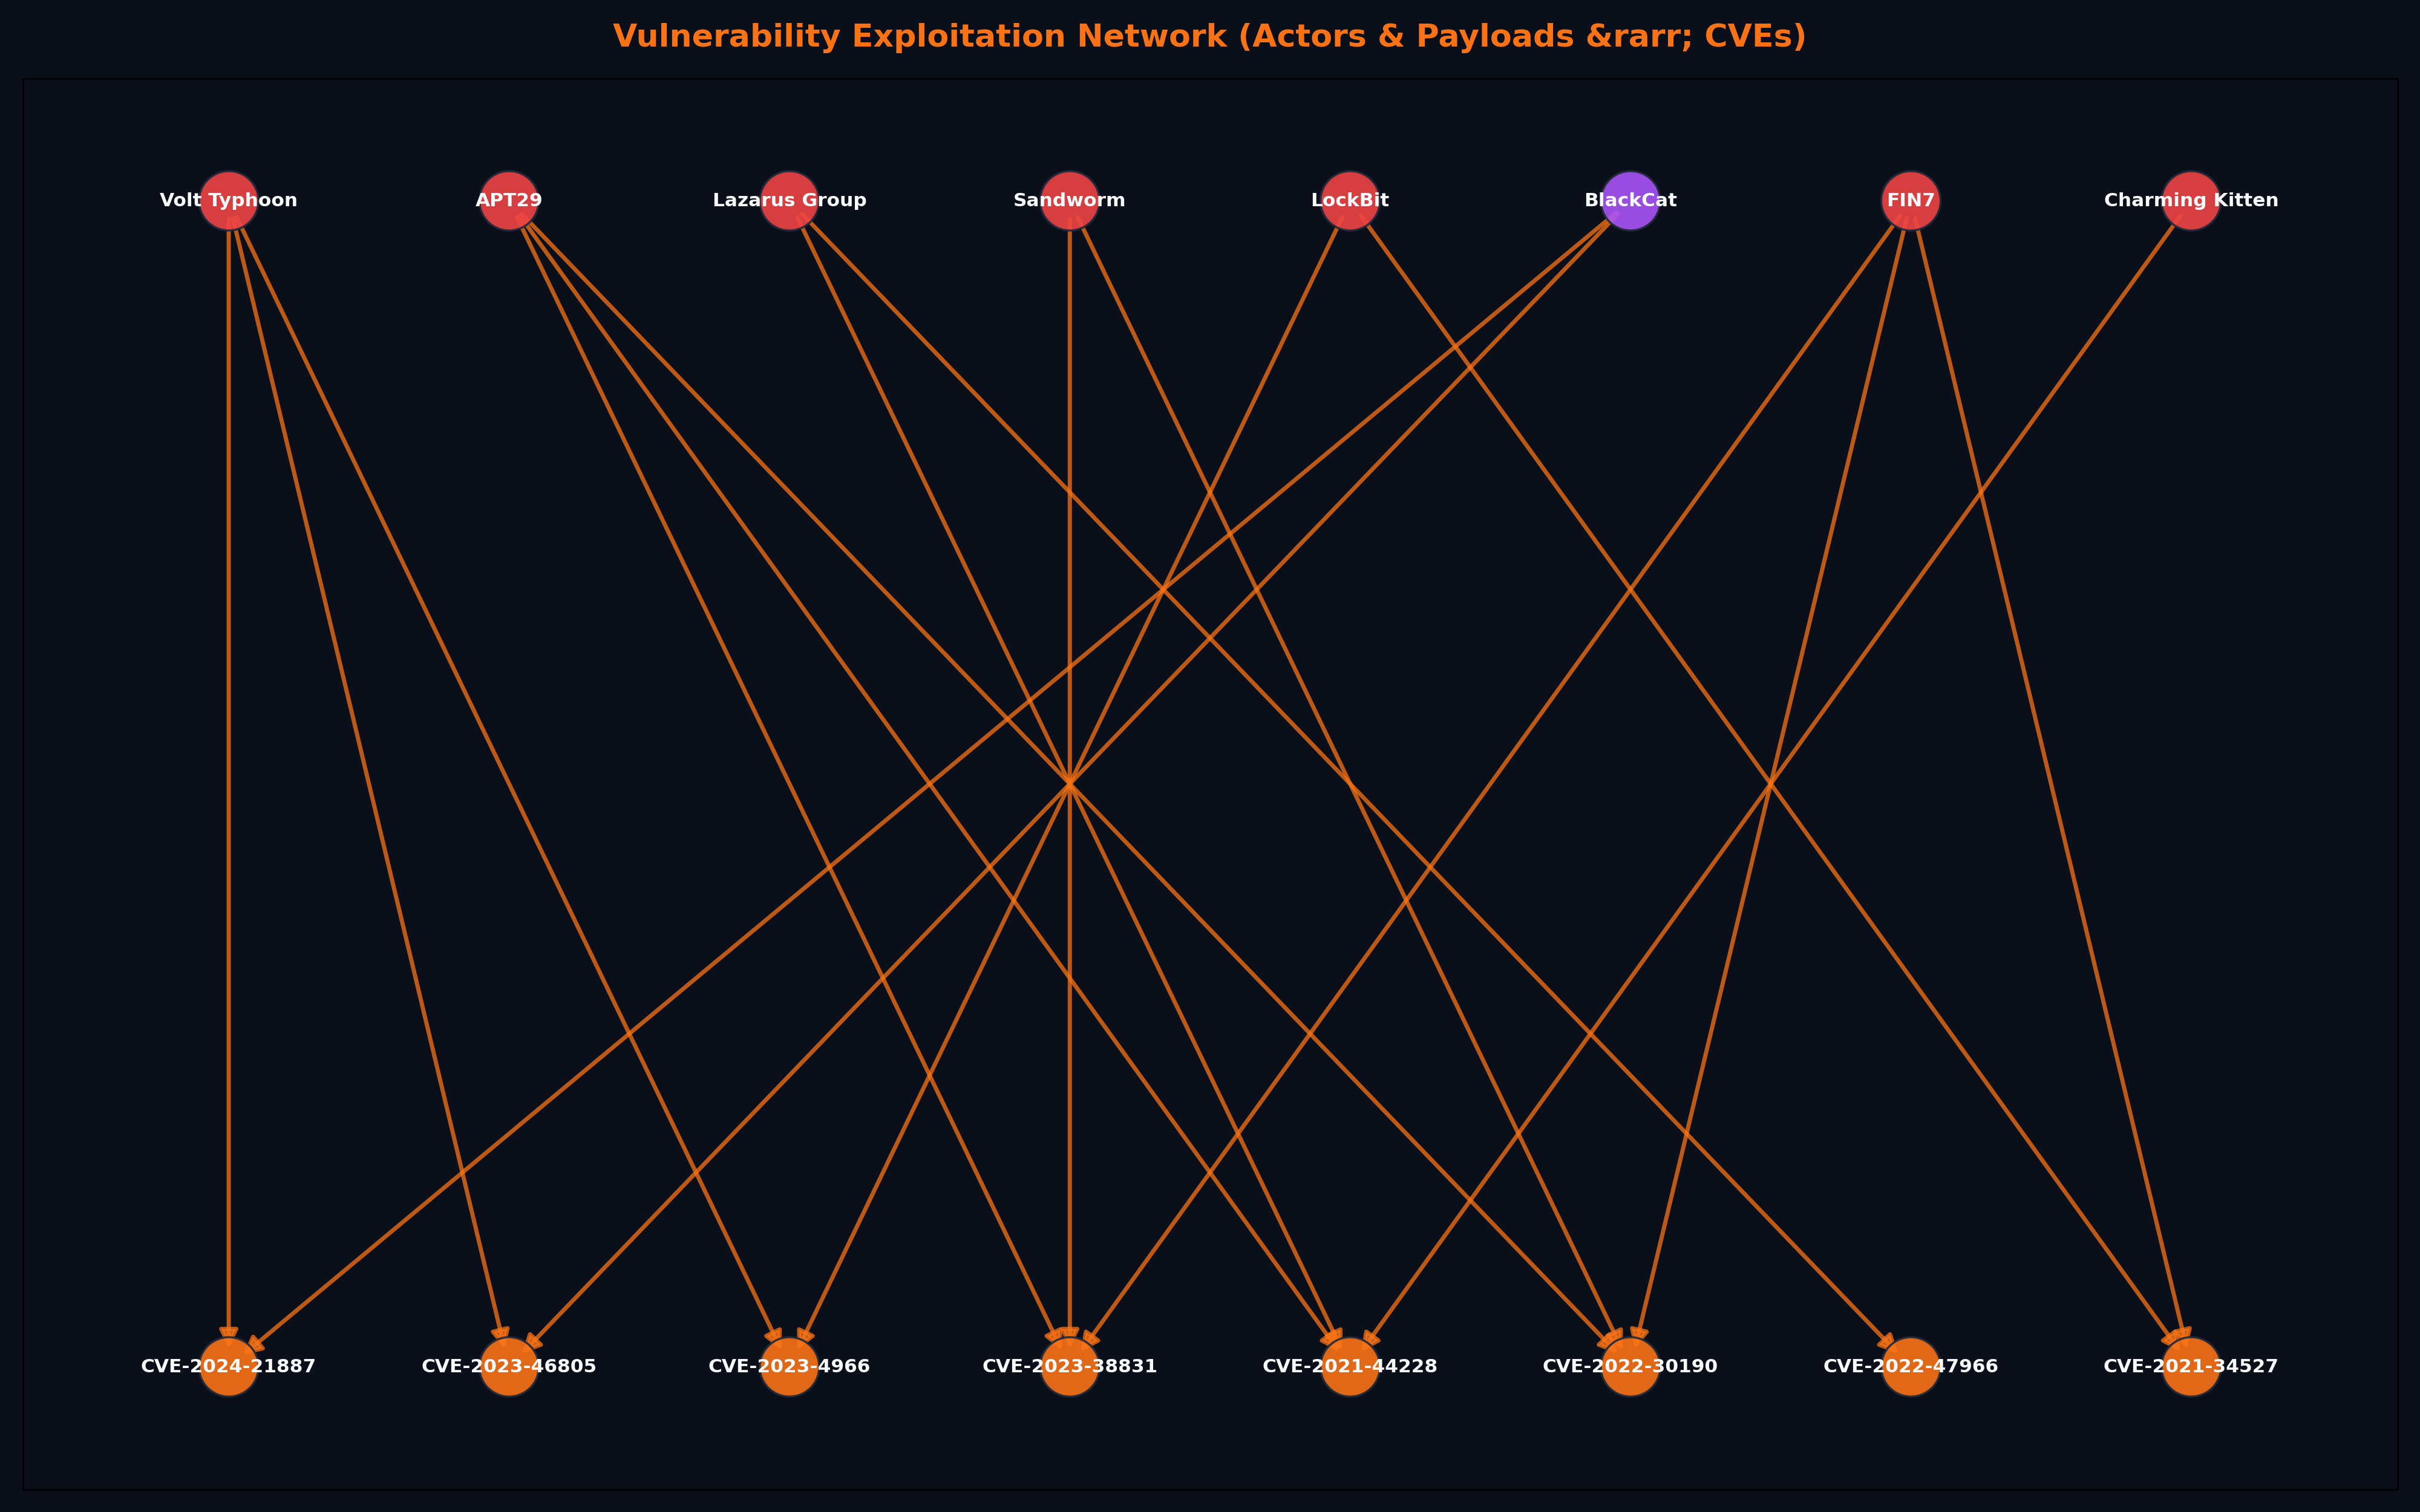 Vulnerability Exploitation Network (Actors & Payloads &rarr; CVEs)
Volt Typhoon APT29 Lazarus Group Sandworm LockBit BlackCat FIN7 Charming Kitten
CVE-2024-21887 CVE-2023-46805 CVE-2023-4966 CVE-2023-38831 CVE-2021-44228 CVE-2022-30190 CVE-2022-47966 CVE-2021-34527